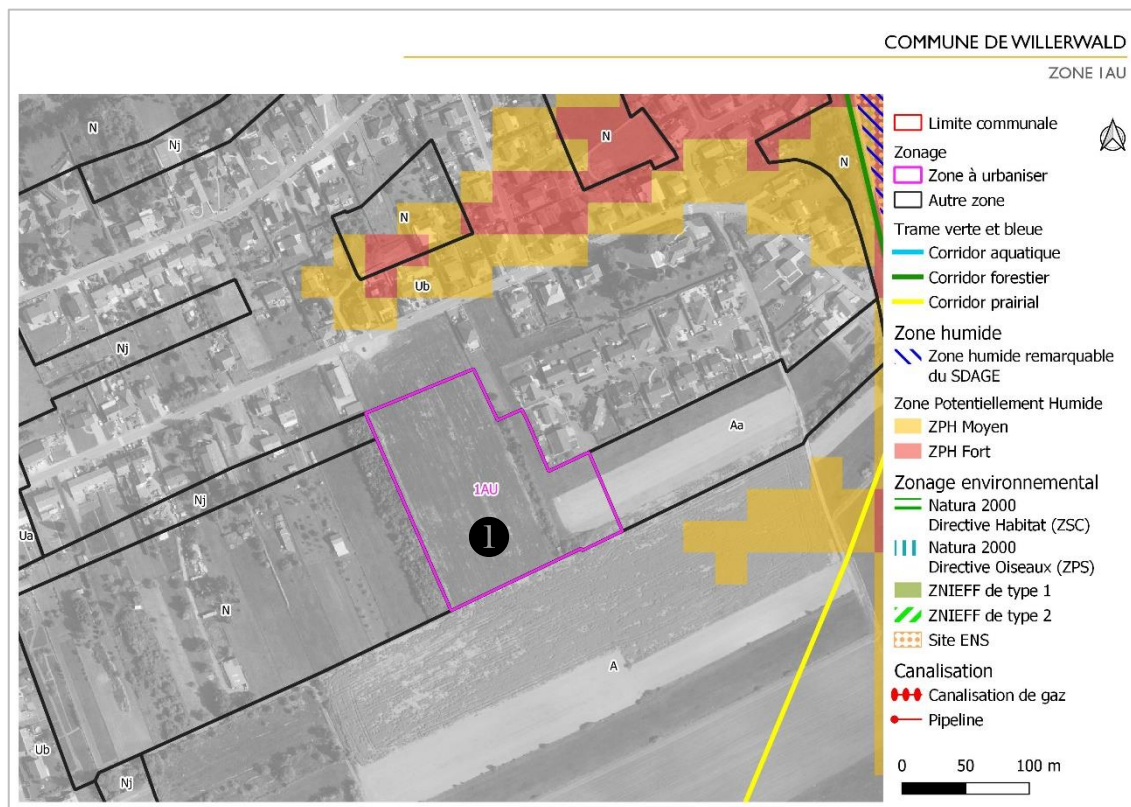 COMMUNE DE WILLERWALD
ZONE 1AU
N
Nj
N
N
N
Ub
Nj
Aa
Nj
1AU
1
Ua
N
A
Ub
Nj
Limite communale
Zonage
Zone à urbaniser
Autre zone
Trame verte et bleue
Corridor aquatique
Corridor forestier
Corridor prairial
Zone humide
Zone humide remarquable
du SDAGE
Zone Potentiellement Humide
ZPH Moyen
ZPH Fort
Zonage environnemental
Natura 2000
Directive Habitat (ZSC)
Natura 2000
Directive Oiseaux (ZPS)
ZNIEFF de type 1
ZNIEFF de type 2
Site ENS
Canalisation
Canalisation de gaz
Pipeline
0 50 100 m